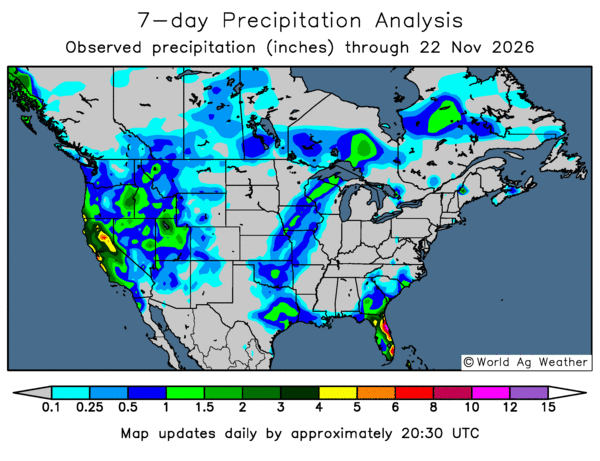 7-day Precipitation Analysis
Observed precipitation (inches) through 22 Nov 2026
© World Ag Weather
0.1 0.25 0.5 1 1.5 2 3 4 5 6 8 10 12 15
Map updates daily by approximately 20:30 UTC